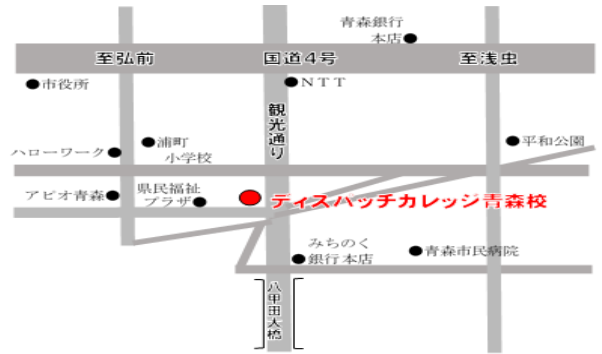 青森銀行
本店
至弘前
国道4号
至浅虫
市役所
NTT
観光通り
浦町
小学校
平和公園
ハローワーク
アピオ青森
県民福祉
プラザ
ディスパッチカレッジ青森校
みちのく
銀行本店
青森市民病院
八甲田大橋